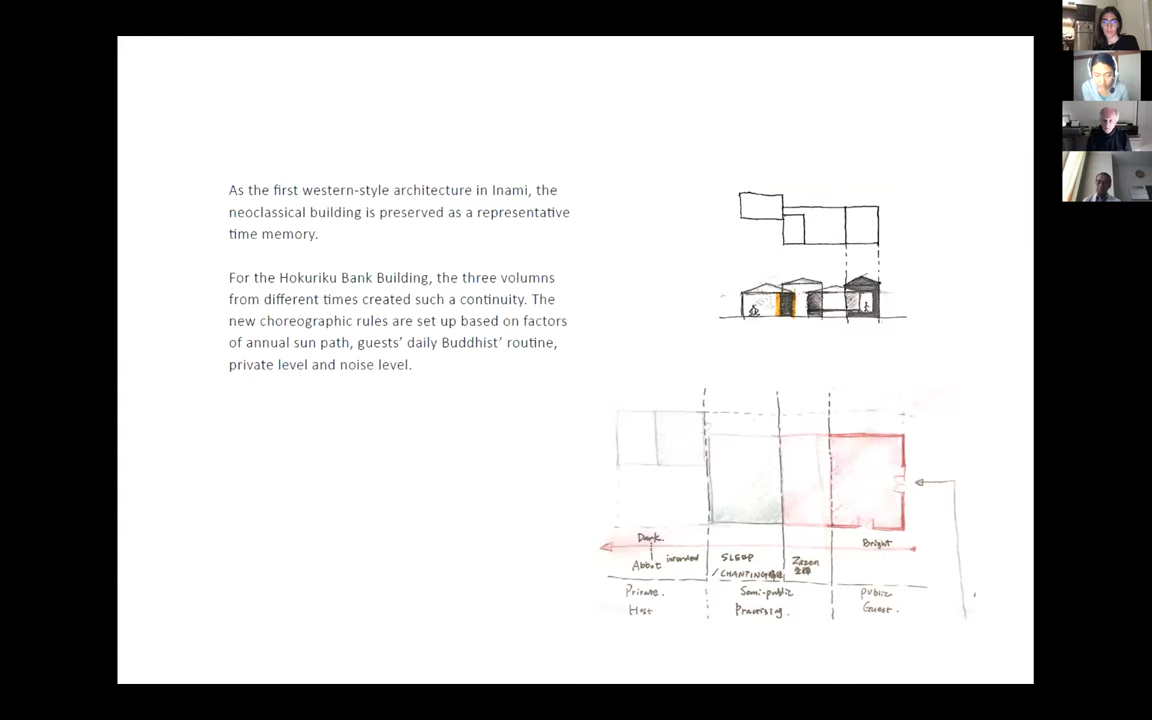 As the first western-style architecture in Inami, the
neoclassical building is preserved as a representative
time memory.
For the Hokuriku Bank Building, the three volumns
from different times created such a continuity. The
new choreographic rules are set up based on factors
of annual sun path, guests’ daily Buddhist’ routine,
private level and noise level.
Dark.
Bright
Abbot
SLEEP
/CHANTING
Zazen
坐禅
Private.
Semi-public
public
Host
Practising.
Guest.